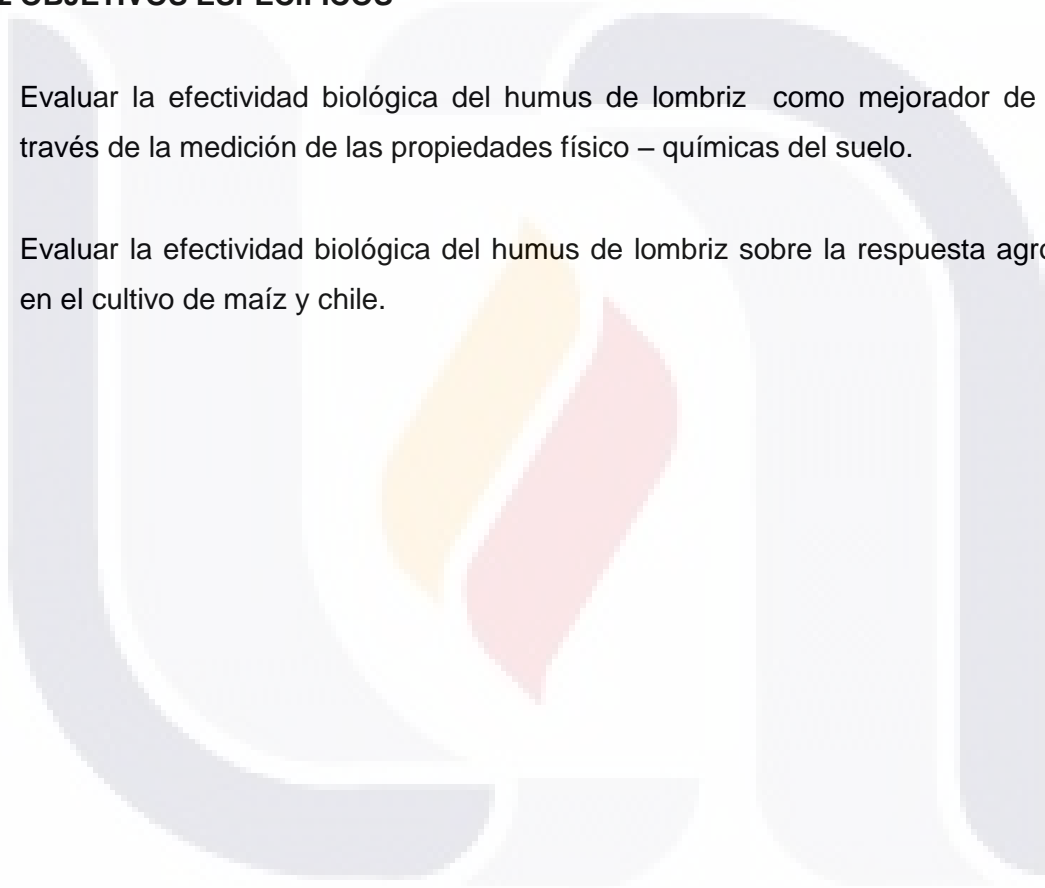 OBJETIVOS ESPECÍFICOS
Evaluar la efectividad biológica del humus de lombriz como mejorador de
través de la medición de las propiedades físico – químicas del suelo.
Evaluar la efectividad biológica del humus de lombriz sobre la respuesta
en el cultivo de maíz y chile.